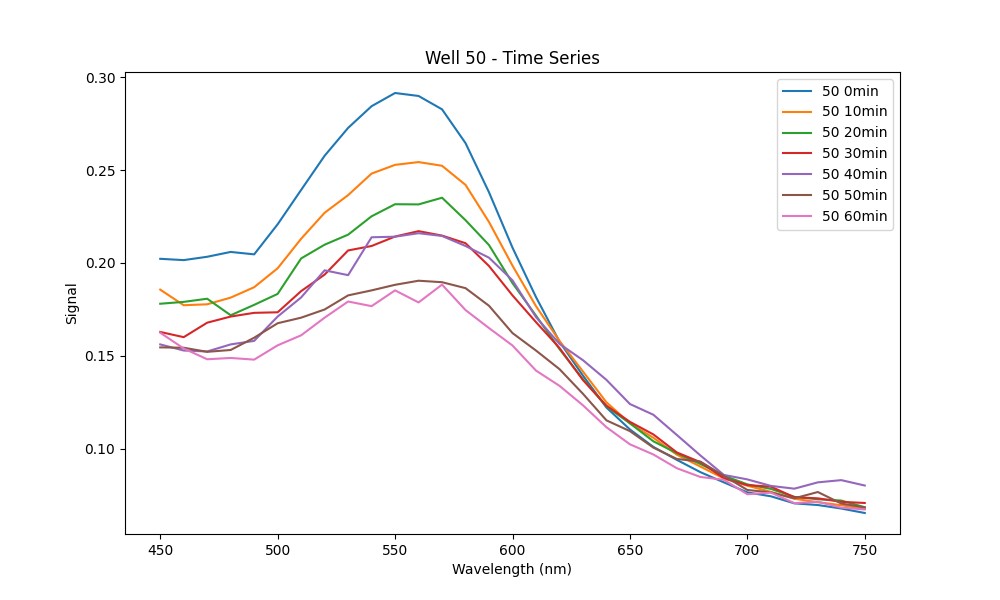 Well 50 - Time Series
0.30
0.25
0.20
0.15
0.10
Signal
450 500 550 600 650 700 750
Wavelength (nm)
50 0min
50 10min
50 20min
50 30min
50 40min
50 50min
50 60min